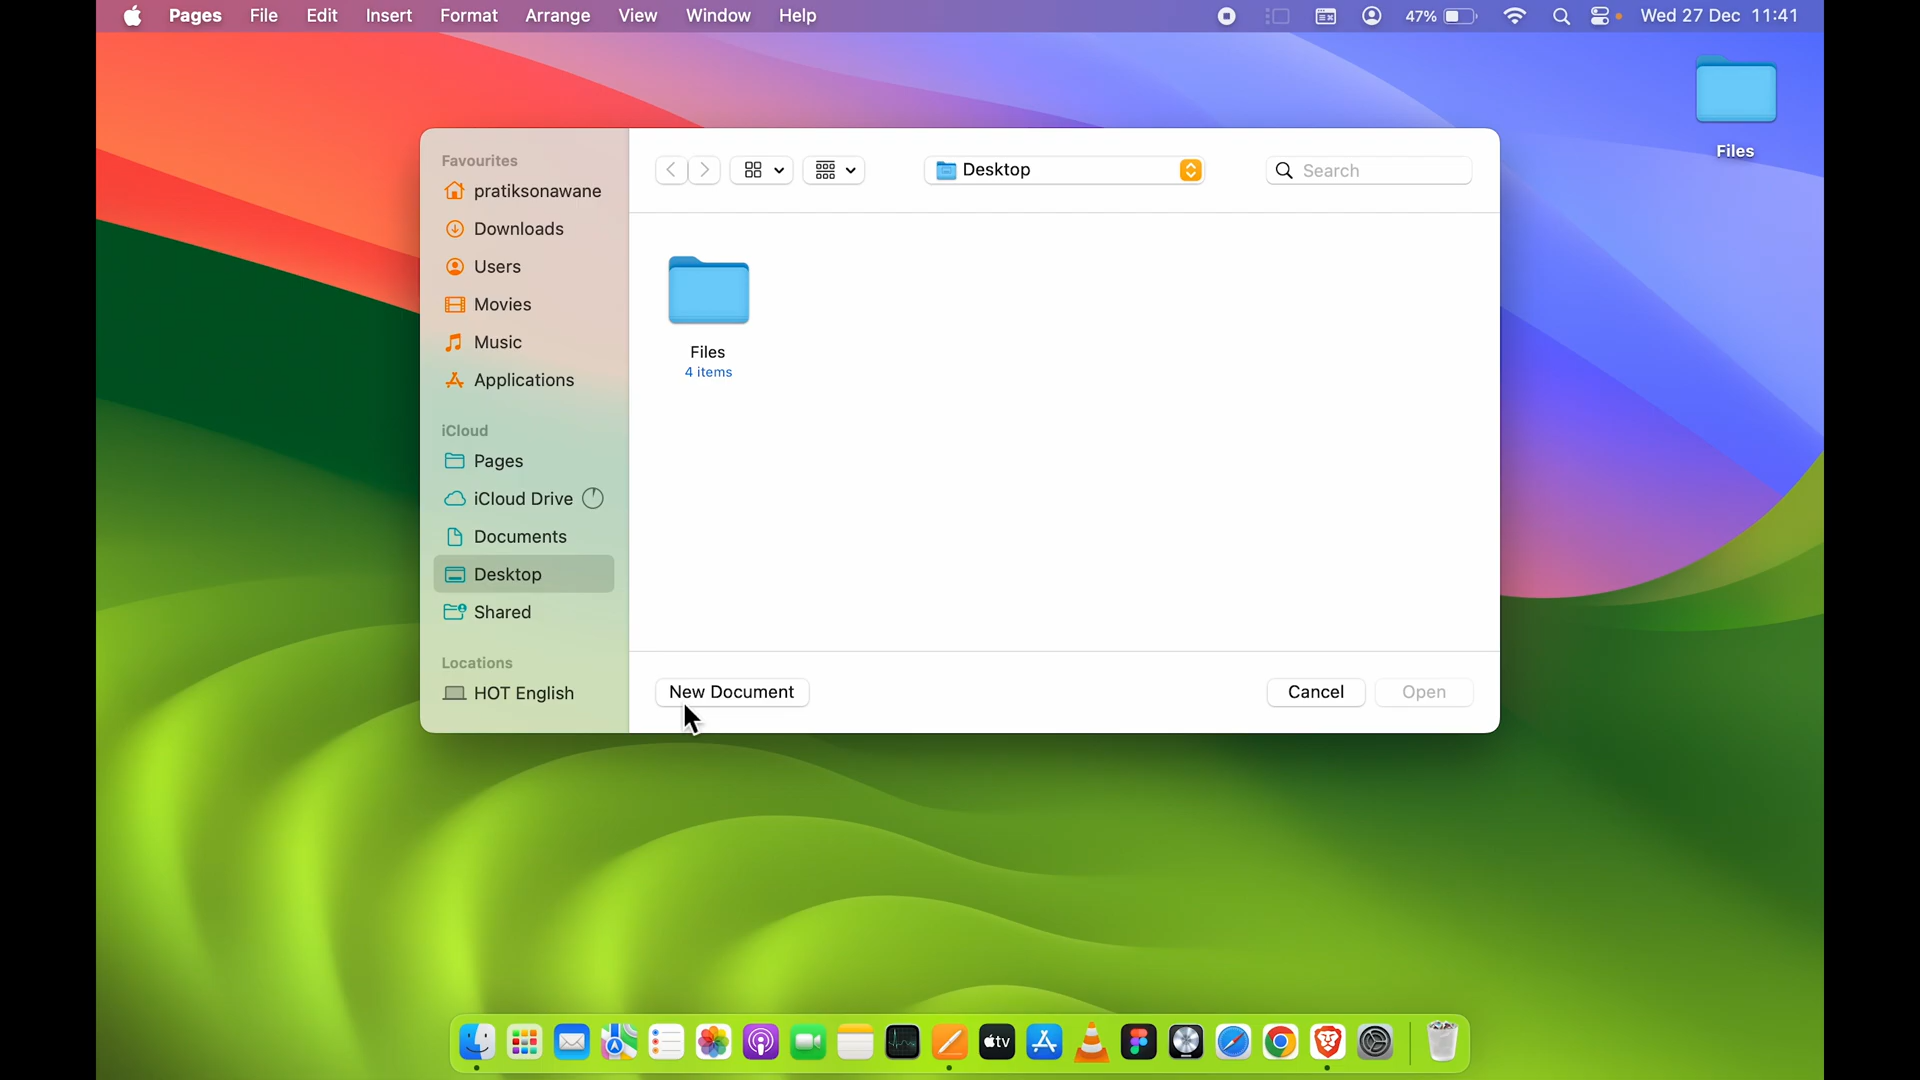 Pages File Edit Insert Format Arrange View Window Help 47% Wed 27 Dec 11:41
Files
Favourites
pratiksonawane
Downloads
Users
Movies
Music
Applications
iCloud
Pages
iCloud Drive
Documents
Desktop
Shared
Locations
HOT English
Desktop
Search
Files
4 items
New Document
Cancel
Open
tv